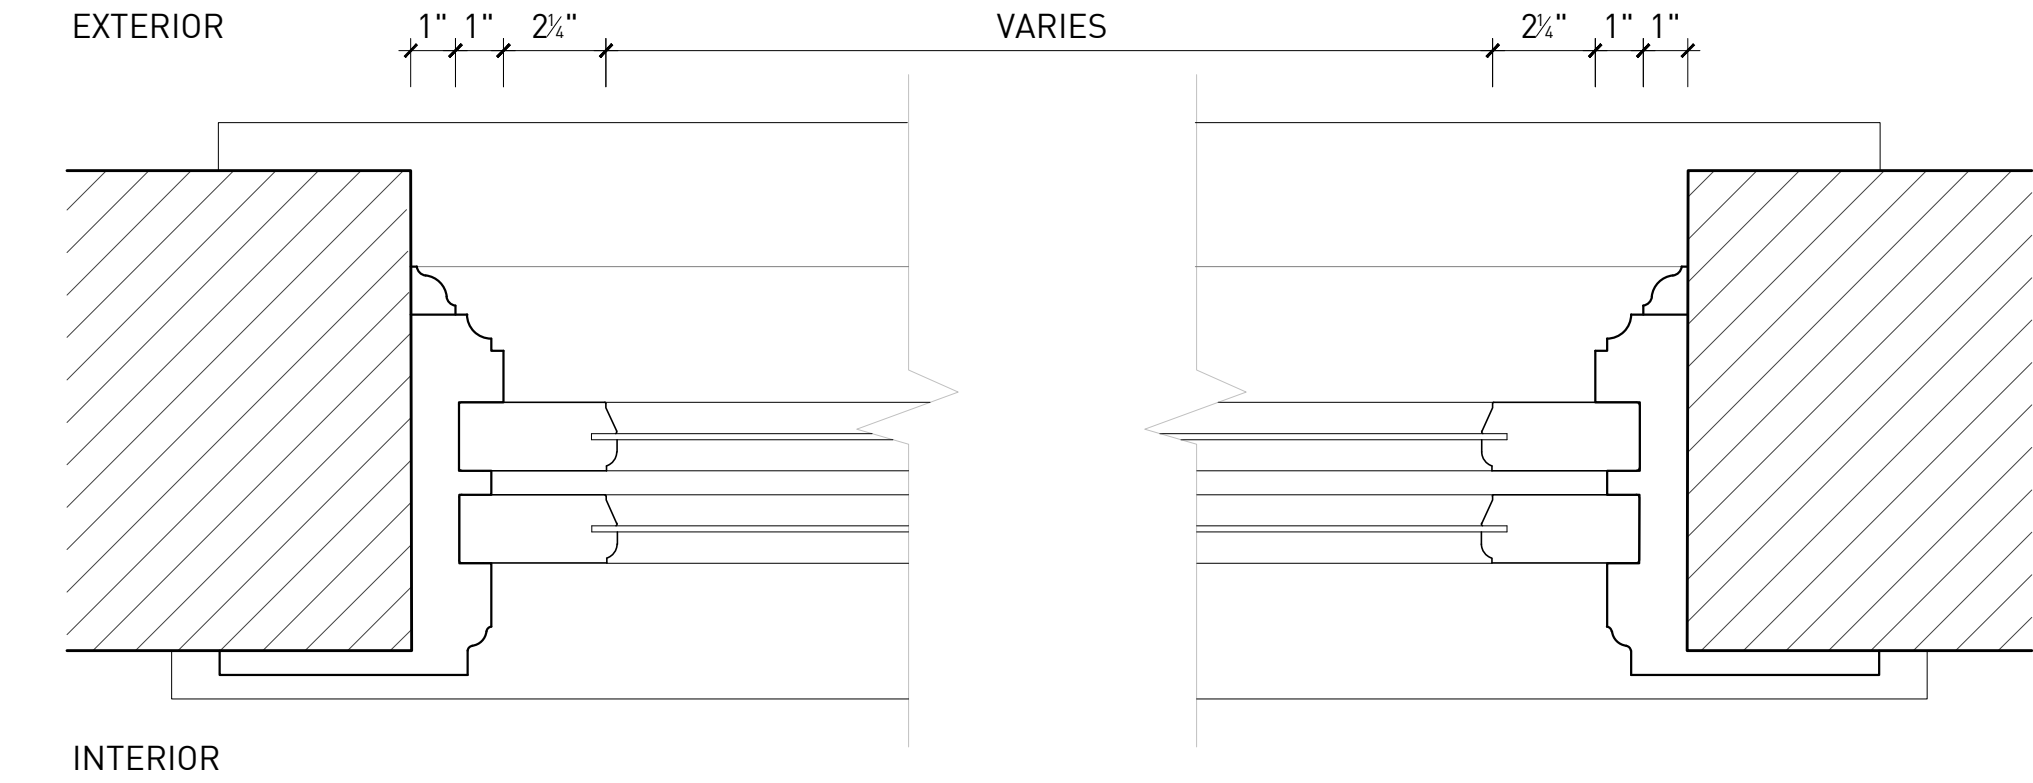 EXTERIOR 1" 1" 2¼" VARIES 2¼" 1" 1"
INTERIOR